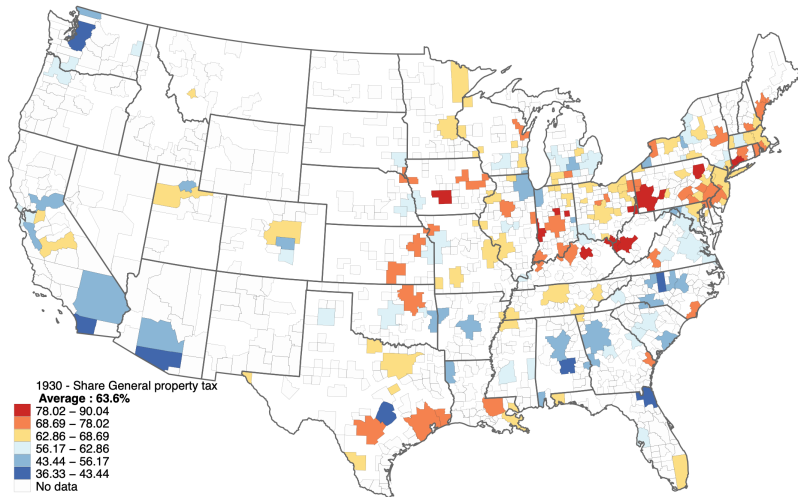 1930 - Share General property tax
Average : 63.6%
78.02 – 90.04
68.69 – 78.02
62.86 – 68.69
56.17 – 62.86
43.44 – 56.17
36.33 – 43.44
No data